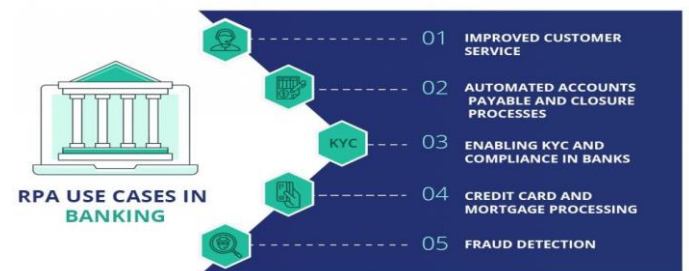 RPA USE CASES IN
BANKING
01 IMPROVED CUSTOMER
SERVICE
02 AUTOMATED ACCOUNTS
PAYABLE AND CLOSURE
PROCESSES
KYC
03 ENABLING KYC AND
COMPLIANCE IN BANKS
04 CREDIT CARD AND
MORTGAGE PROCESSING
05 FRAUD DETECTION